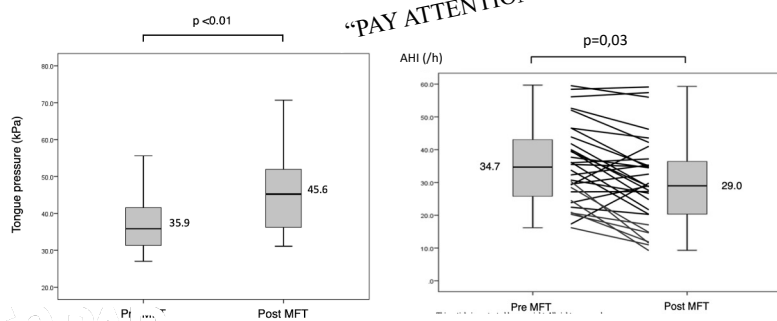 p <0.01
"PAY ATTENTION
p=0,03
AHI (/h)
Tongue pressure (kPa)
80.0
70.0
60.0
50.0
40.0
30.0
20.0
35.9
45.6
Post MFT
60.0
50.0
40.0
30.0
20.0
10.0
.0
34.7
29.0
Pre MFT
Post MFT